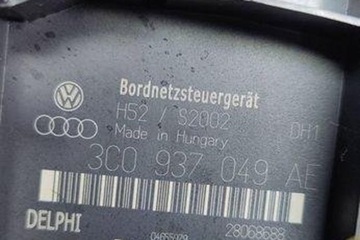 Bordnetzsteuergerät
H52 / S2002 DH1
Made in Hungary
3C0 937 049 AE
DELPHI 28068688